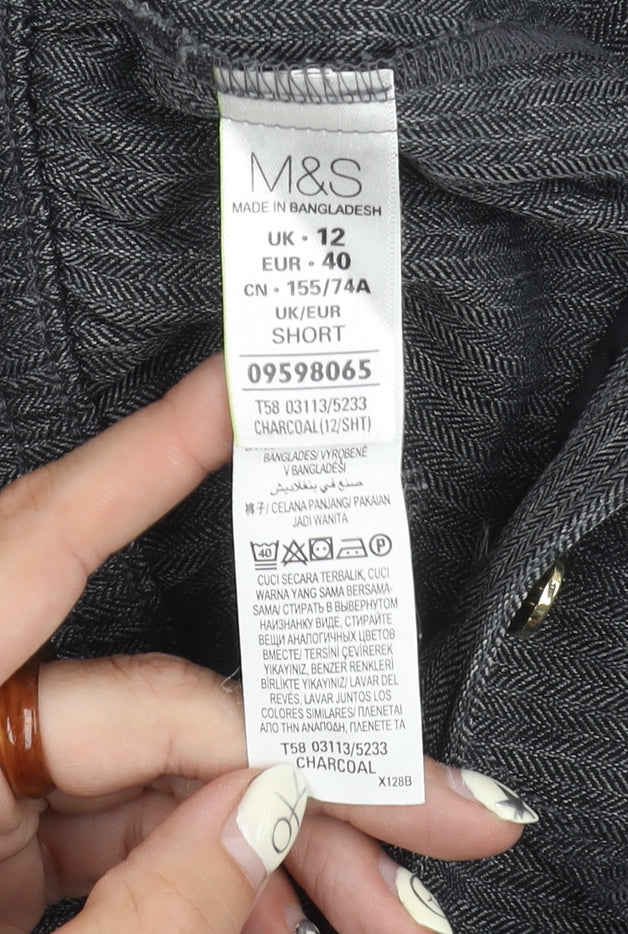 M&S
MADE IN BANGLADESH
UK • 12
EUR • 40
CN • 155/74A
UK/EUR
SHORT
09598065
T58 03113/5233
CHARCOAL(12/SHT)
BANGLADEŞ/ VYROBENÉ
V BANGLADÉŠI
صنع في بنغلاديش
裤子/ CELANA PANJANG/ PAKAIAN
JADI WANITA
40 P
CUCI SECARA TERBALIK, CUCI
WARNA YANG SAMA BERSAMA-
SAMA/ СТИРАТЬ В ВЫВЕРНУТОМ
НАИЗНАНКУ ВИДЕ, СТИРАЙТЕ
ВЕЩИ АНАЛОГИЧНЫХ ЦВЕТОВ
ВМЕСТЕ/ TERSİNİ ÇEVİREREK
YIKAYINIZ, BENZER RENKLERİ
BİRLİKTE YIKAYINIZ/ LAVAR DEL
REVÉS, LAVAR JUNTOS LOS
COLORES SIMILARES/ ΠΛΕΝΕΤΑΙ
ΑΠΟ ΤΗΝ ΑΝΑΠΟΔΗ, ΠΛΕΝΕΤΕ ΤΑ
T58 03113/5233
CHARCOAL
X128B